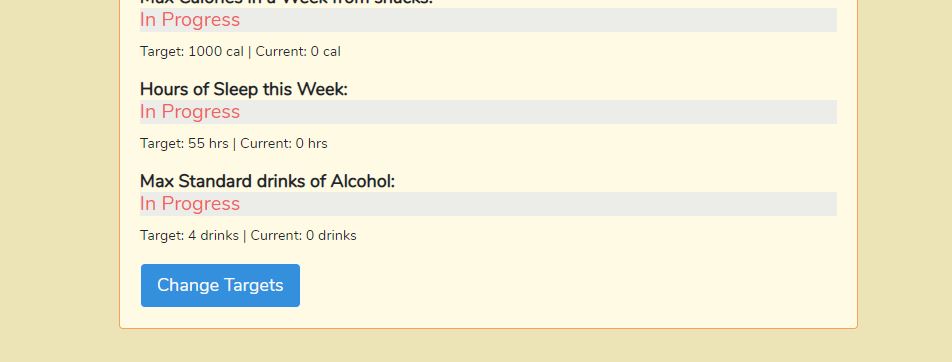 Max Calories in a Week from snacks:
In Progress
Target: 1000 cal | Current: 0 cal
Hours of Sleep this Week:
In Progress
Target: 55 hrs | Current: 0 hrs
Max Standard drinks of Alcohol:
In Progress
Target: 4 drinks | Current: 0 drinks
Change Targets